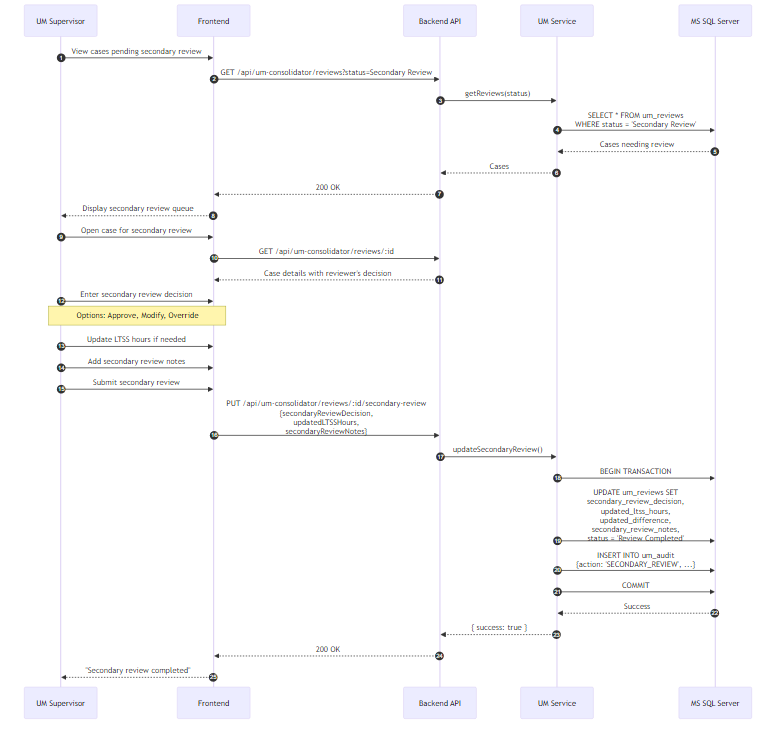 UM Supervisor
Frontend
Backend API
UM Service
MS SQL Server
View cases pending secondary review
1
2
GET /api/um-consolidator/reviews?status=Secondary Review
3
getReviews(status)
SELECT * FROM um_reviews
WHERE status = 'Secondary Review'
4
Cases needing review
5
Cases
6
200 OK
7
Display secondary review queue
8
Open case for secondary review
9
GET /api/um-consolidator/reviews/:id
10
Case details with reviewer's decision
11
Enter secondary review decision
12
Options: Approve, Modify, Override
Update LTSS hours if needed
13
Add secondary review notes
14
Submit secondary review
15
PUT /api/um-consolidator/reviews/:id/secondary-review
{secondaryReviewDecision,
updatedLTSSHours,
secondaryReviewNotes}
16
updateSecondaryReview()
17
BEGIN TRANSACTION
18
UPDATE um_reviews SET
secondary_review_decision,
updated_ltss_hours,
updated_difference,
secondary_review_notes,
status = 'Review Completed'
19
INSERT INTO um_audit
{action: 'SECONDARY_REVIEW', ...}
20
COMMIT
21
Success
22
{ success: true }
23
200 OK
24
"Secondary review completed"
25
UM Supervisor
Frontend
Backend API
UM Service
MS SQL Server